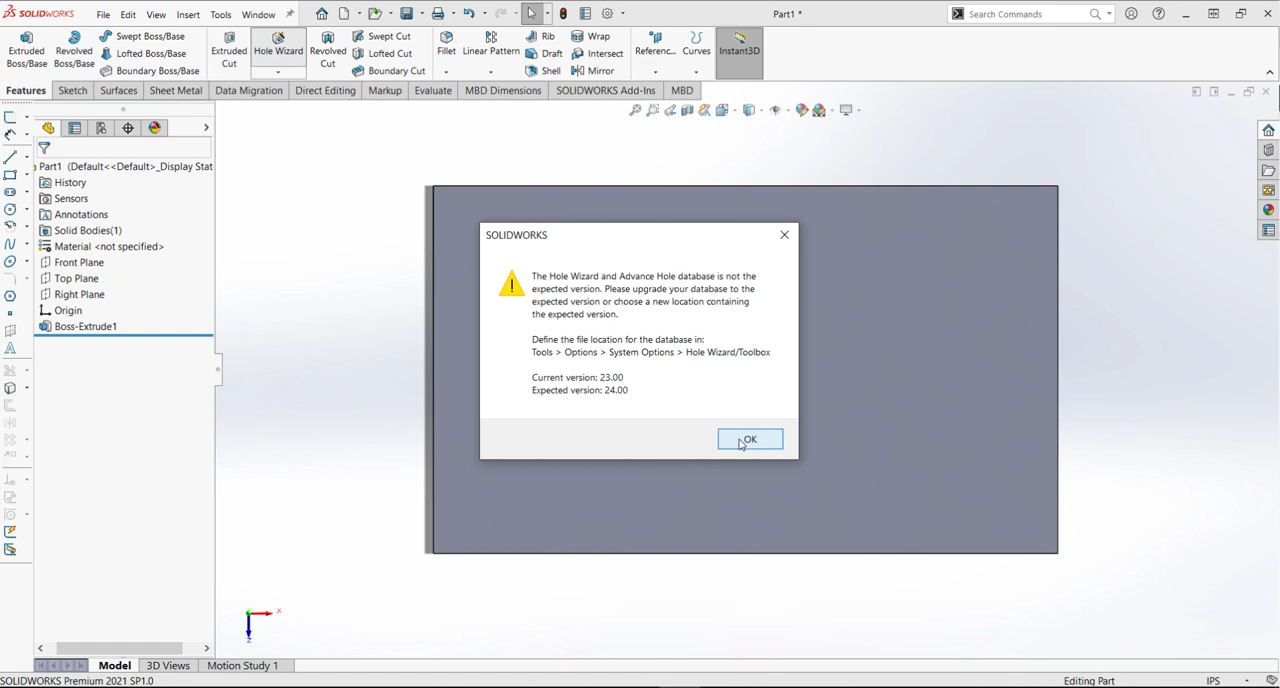 SOLIDWORKS File Edit View Insert Tools Window Part1 * Search Commands
Extruded Boss/Base
Revolved Boss/Base
Swept Boss/Base
Lofted Boss/Base
Boundary Boss/Base
Extruded Cut
Hole Wizard
Revolved Cut
Swept Cut
Lofted Cut
Boundary Cut
Fillet
Linear Pattern
Rib
Draft
Shell
Wrap
Intersect
Mirror
Referenc...
Curves
Instant3D
Features Sketch Surfaces Sheet Metal Data Migration Direct Editing Markup Evaluate MBD Dimensions SOLIDWORKS Add-Ins MBD
Part1 (Default<<Default>_Display Stat
History
Sensors
Annotations
Solid Bodies(1)
Material <not specified>
Front Plane
Top Plane
Right Plane
Origin
Boss-Extrude1
SOLIDWORKS
The Hole Wizard and Advance Hole database is not the
expected version. Please upgrade your database to the
expected version or choose a new location containing
the expected version.
Define the file location for the database in:
Tools > Options > System Options > Hole Wizard/Toolbox
Current version: 23.00
Expected version: 24.00
OK
X
Z
Model 3D Views Motion Study 1
SOLIDWORKS Premium 2021 SP1.0 Editing Part IPS